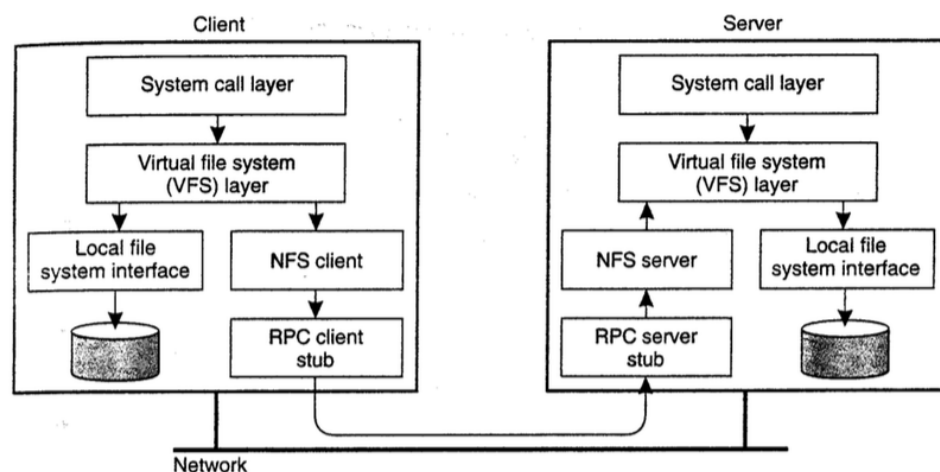 Client
System call layer
Virtual file system
(VFS) layer
Local file
system interface
NFS client
RPC client
stub
Server
System call layer
Virtual file system
(VFS) layer
NFS server
Local file
system interface
RPC server
stub
Network